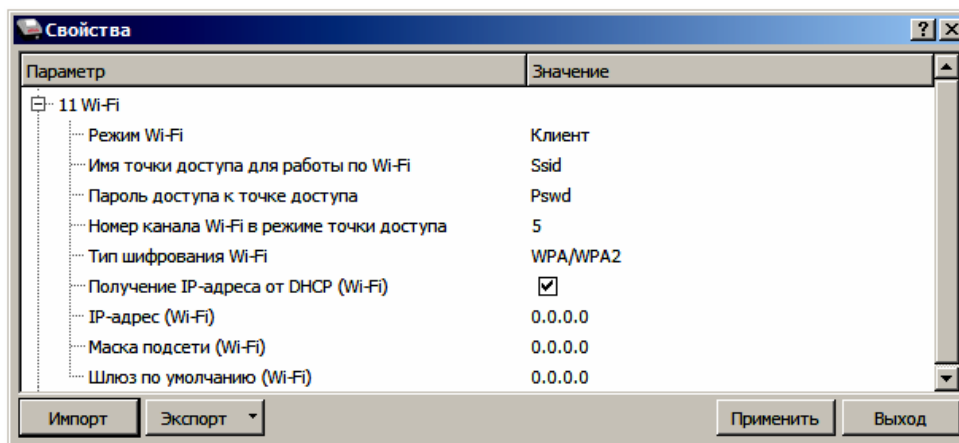 Свойства
Параметр Значение
11 Wi-Fi
Режим Wi-Fi Клиент
Имя точки доступа для работы по Wi-Fi Ssid
Пароль доступа к точке доступа Pswd
Номер канала Wi-Fi в режиме точки доступа 5
Тип шифрования Wi-Fi WPA/WPA2
Получение IP-адреса от DHCP (Wi-Fi)
IP-адрес (Wi-Fi) 0.0.0.0
Маска подсети (Wi-Fi) 0.0.0.0
Шлюз по умолчанию (Wi-Fi) 0.0.0.0
Импорт Экспорт Применить Выход